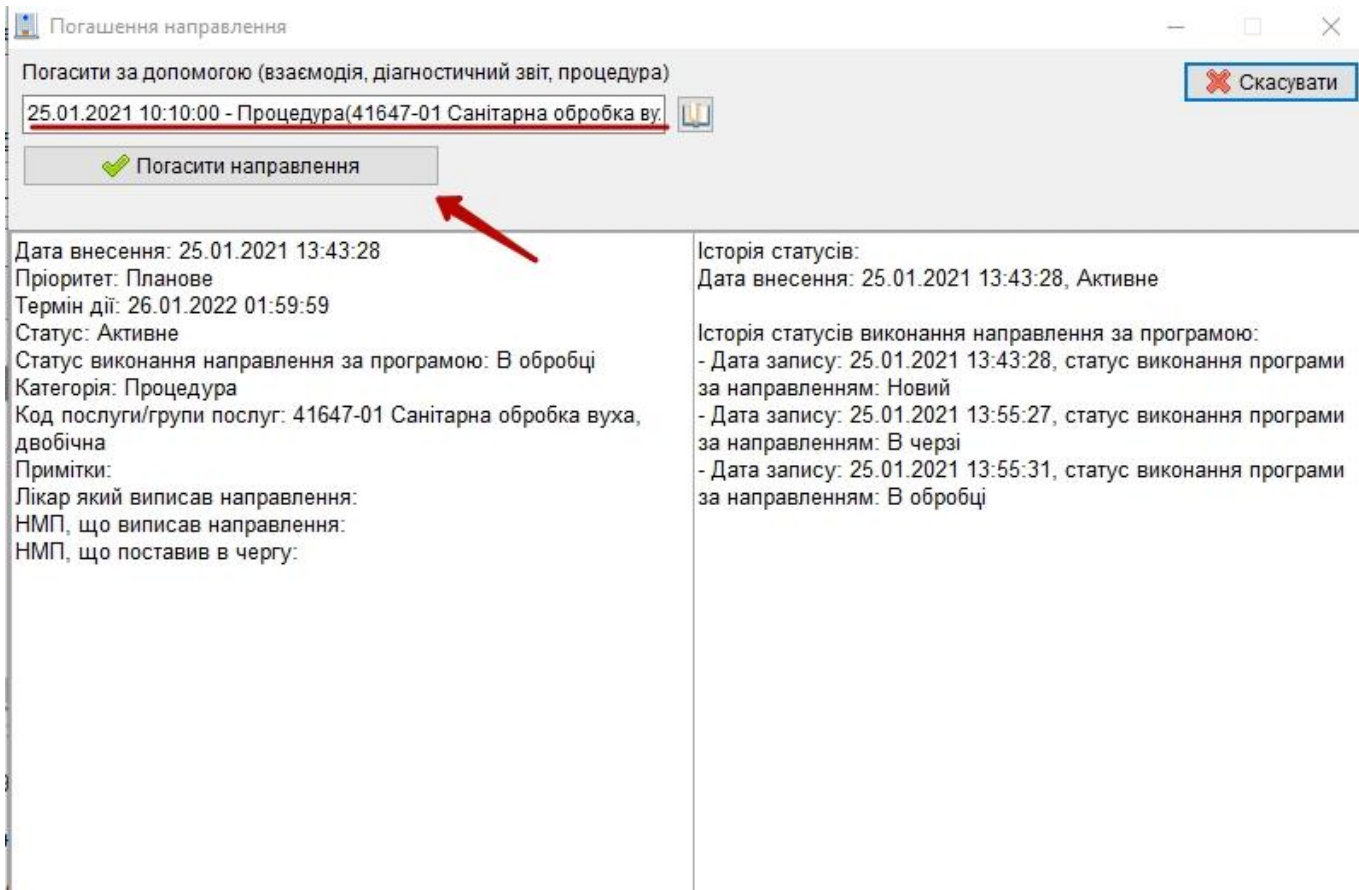 Погашення направлення
Погасити за допомогою (взаємодія, діагностичний звіт, процедура)
Скасувати
25.01.2021 10:10:00 - Процедура(41647-01 Санітарна обробка ву
Погасити направлення
Дата внесення: 25.01.2021 13:43:28
Пріоритет: Планове
Термін дії: 26.01.2022 01:59:59
Статус: Активне
Статус виконання направлення за програмою: В обробці
Категорія: Процедура
Код послуги/групи послуг: 41647-01 Санітарна обробка вуха,
двобічна
Примітки:
Лікар який виписав направлення:
НМП, що виписав направлення:
НМП, що поставив в чергу:
Історія статусів:
Дата внесення: 25.01.2021 13:43:28, Активне
Історія статусів виконання направлення за програмою:
- Дата запису: 25.01.2021 13:43:28, статус виконання програми
за направленням: Новий
- Дата запису: 25.01.2021 13:55:27, статус виконання програми
за направленням: В черзі
- Дата запису: 25.01.2021 13:55:31, статус виконання програми
за направленням: В обробці